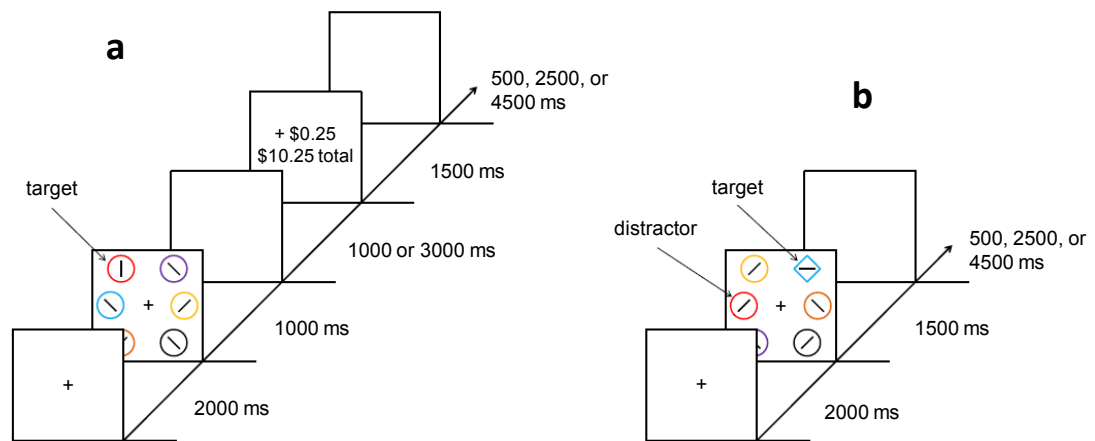 a
500, 2500, or
4500 ms
+ $0.25
$10.25 total
1500 ms
target
1000 or 3000 ms
+
1000 ms
+
2000 ms
b
target
distractor
500, 2500, or
4500 ms
+
1500 ms
+
2000 ms